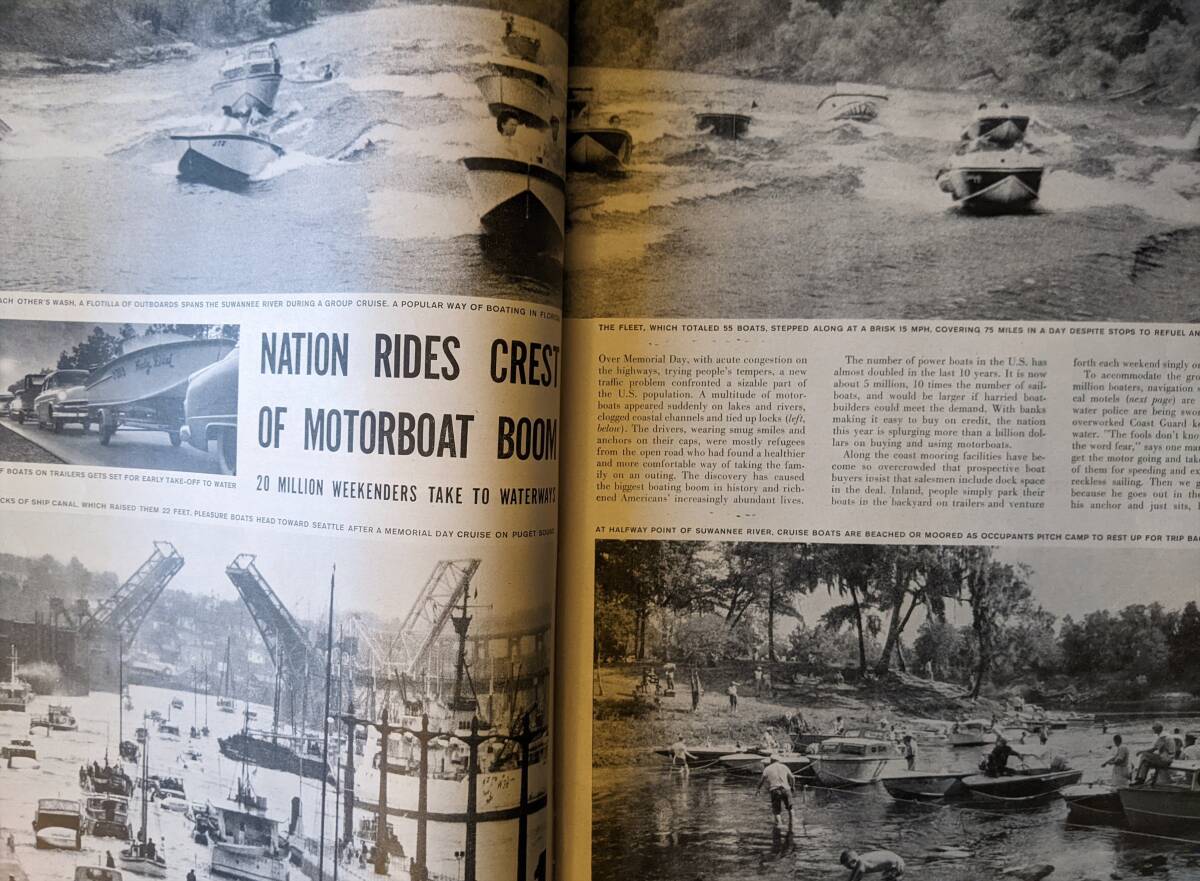 ACH OTHER'S WASH, A FLOTILLA OF OUTBOARDS SPANS THE SUWANNEE RIVER DURING A GROUP CRUISE, A POPULAR WAY OF BOATING IN FLORI
NATION RIDES CREST
OF MOTORBOAT BOOM
20 MILLION WEEKENDERS TAKE TO WATERWAYS
F BOATS ON TRAILERS GETS SET FOR EARLY TAKE-OFF TO WATER
CKS OF SHIP CANAL, WHICH RAISED THEM 22 FEET, PLEASURE BOATS HEAD TOWARD SEATTLE AFTER A MEMORIAL DAY CRUISE ON PUGET SOUND
THE FLEET, WHICH TOTALED 55 BOATS, STEPPED ALONG AT A BRISK 15 MPH, COVERING 75 MILES IN A DAY DESPITE STOPS TO REFUEL AN
Over Memorial Day, with acute congestion on
the highways, trying people's tempers, a new
traffic problem confronted a sizable part of
the U.S. population. A multitude of motor-
boats appeared suddenly on lakes and rivers,
clogged coastal channels and tied up locks (left,
below). The drivers, wearing smug smiles and
anchors on their caps, were mostly refugees
from the open road who had found a healthier
and more comfortable way of taking the fam-
ily on an outing. The discovery has caused
the biggest boating boom in history and rich-
ened Americans' increasingly abundant lives.
The number of power boats in the U.S. has
almost doubled in the last 10 years. It is now
about 5 million, 10 times the number of sail-
boats, and would be larger if harried boat-
builders could meet the demand. With banks
making it easy to buy on credit, the nation
this year is splurging more than a billion dol-
lars on buying and using motorboats.
Along the coast mooring facilities have be-
come so overcrowded that prospective boat
buyers insist that salesmen include dock space
in the deal. Inland, people simply park their
boats in the backyard on trailers and venture
forth each weekend singly o
To accommodate the gr
million boaters, navigation
cal motels (next page) are
water police are being swo
overworked Coast Guard k
water. "The fools don't kno
the word fear," says one ma
get the motor going and tak
of them for speeding and
reckless sailing. Then we g
because he goes out in th
his anchor and just sits,
AT HALFWAY POINT OF SUWANNEE RIVER, CRUISE BOATS ARE BEACHED OR MOORED AS OCCUPANTS PITCH CAMP TO REST UP FOR TRIP BA